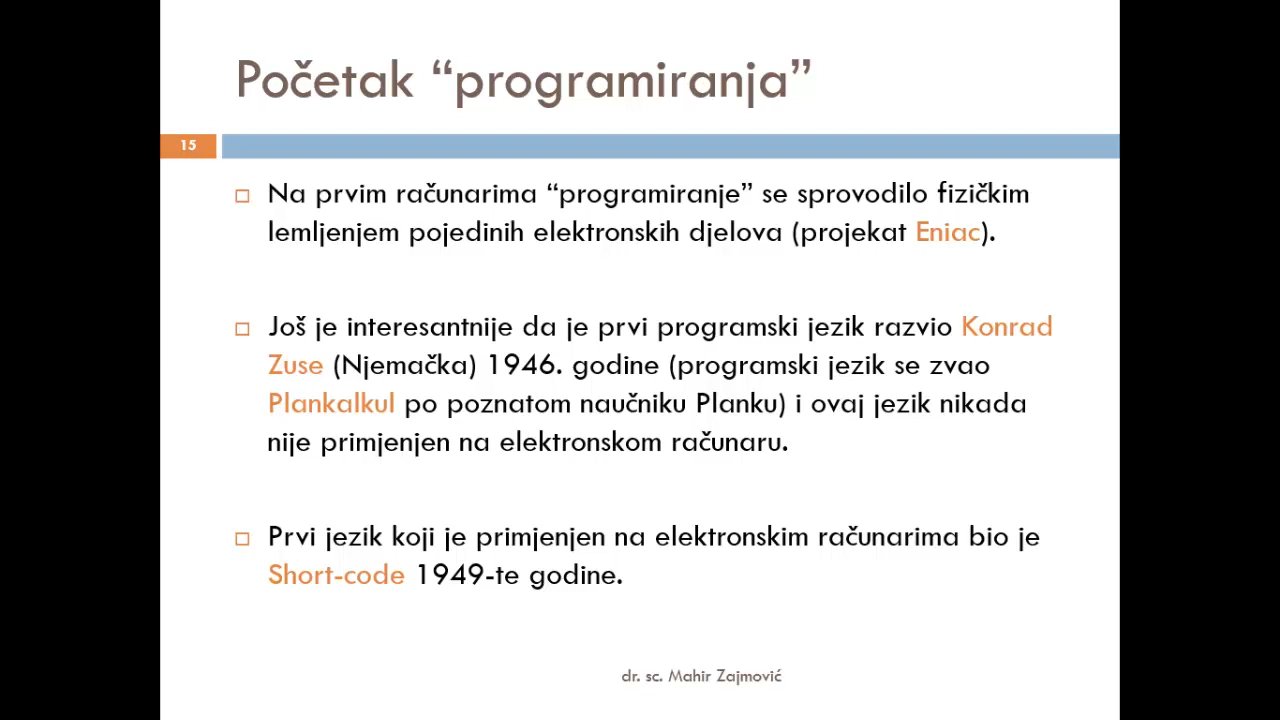 Početak “programiranja”
15
Na prvim računarima “programiranje” se sprovodilo fizičkim
lemljenjem pojedinih elektronskih djelova (projekat Eniac).
Još je interesantnije da je prvi programski jezik razvio Konrad
Zuse (Njemačka) 1946. godine (programski jezik se zvao
Plankalkul po poznatom naučniku Planku) i ovaj jezik nikada
nije primjenjen na elektronskom računaru.
Prvi jezik koji je primjenjen na elektronskim računarima bio je
Short-code 1949-te godine.
dr. sc. Mahir Zajmović